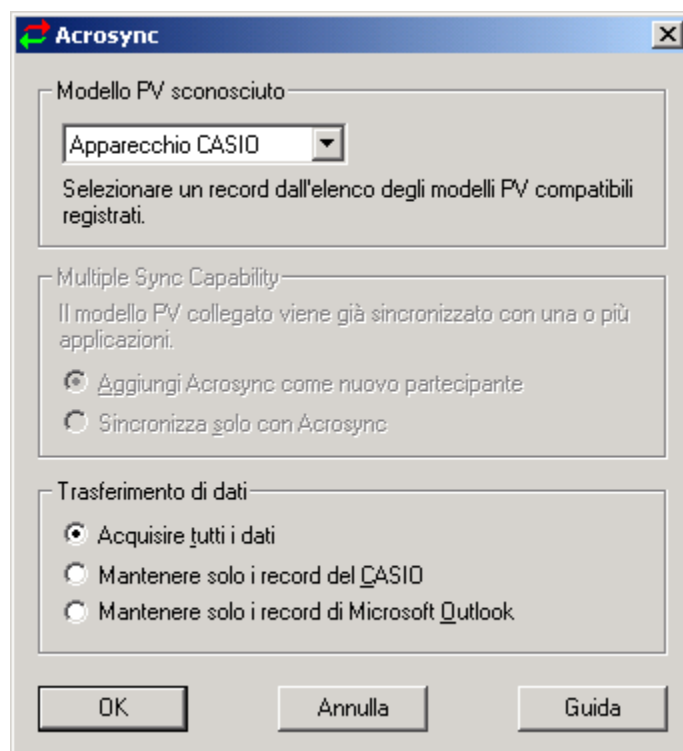 Acrosync
Modello PV sconosciuto
Apparecchio CASIO
Selezionare un record dall'elenco degli modelli PV compatibili
registrati.
Multiple Sync Capability
Il modello PV collegato viene già sincronizzato con una o più
applicazioni.
Aggiungi Acrosync come nuovo partecipante
Sincronizza solo con Acrosync
Trasferimento di dati
Acquisire tutti i dati
Mantenere solo i record del CASIO
Mantenere solo i record di Microsoft Outlook
OK Annulla Guida